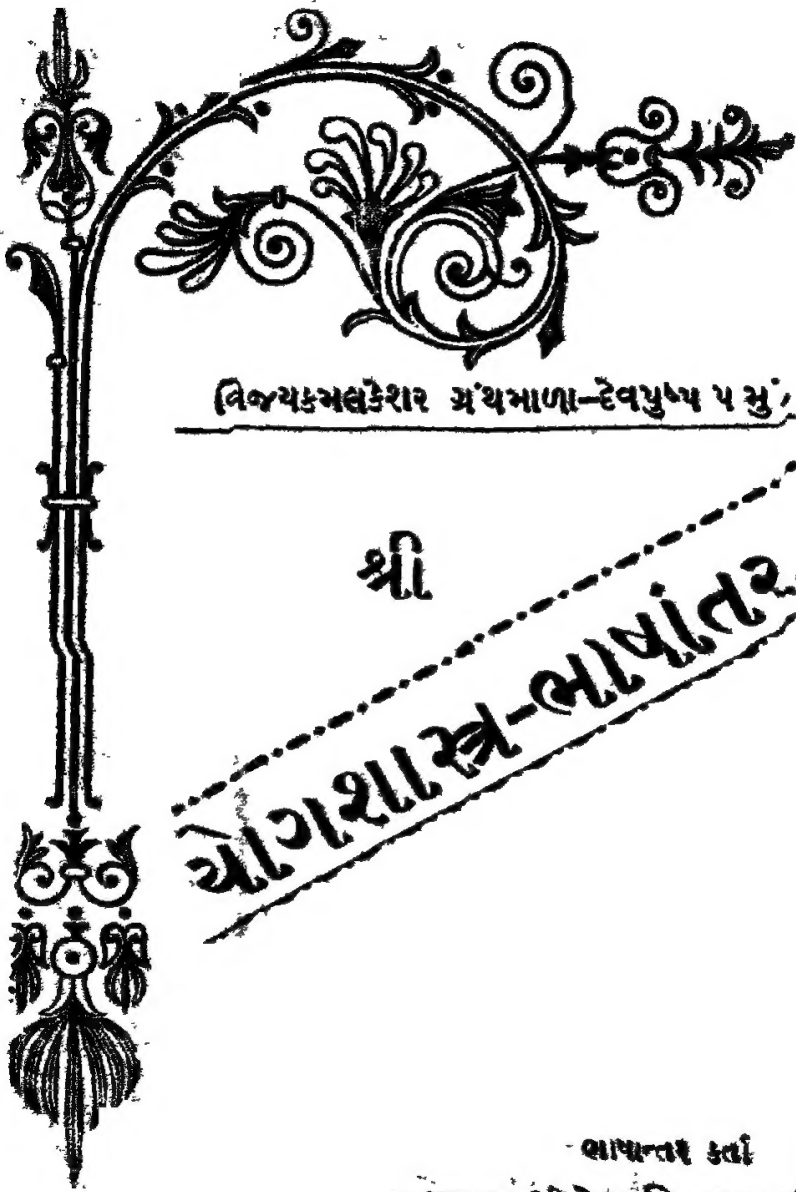 વિજયકમલકેશર ગ્રંથમાળા–દેવપુષ્પ ૫ મું
શ્રી
યોગશાસ્ત્ર–ભાષાંતર
ભાષાન્તર કર્તા